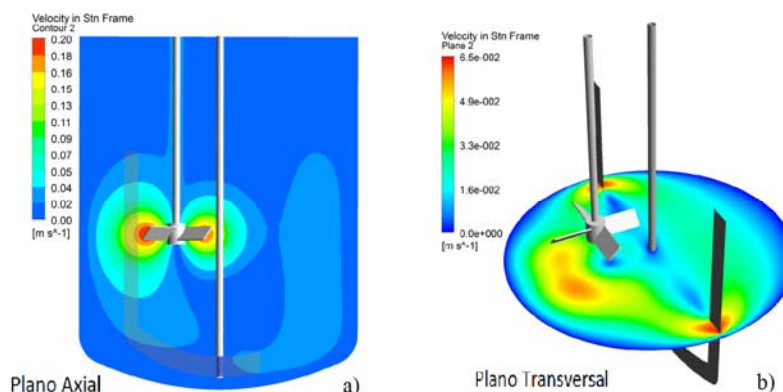 Velocity in Stn Frame
Contour 2
0.20
0.18
0.16
0.15
0.13
0.11
0.09
0.07
0.05
0.04
0.02
0.00
[m s^-1]
Plano Axial
a)
Velocity in Stn Frame
Plane 2
6.5e-002
4.9e-002
3.3e-002
1.6e-002
0.0e+000
[m s^-1]
Plano Transversal
b)